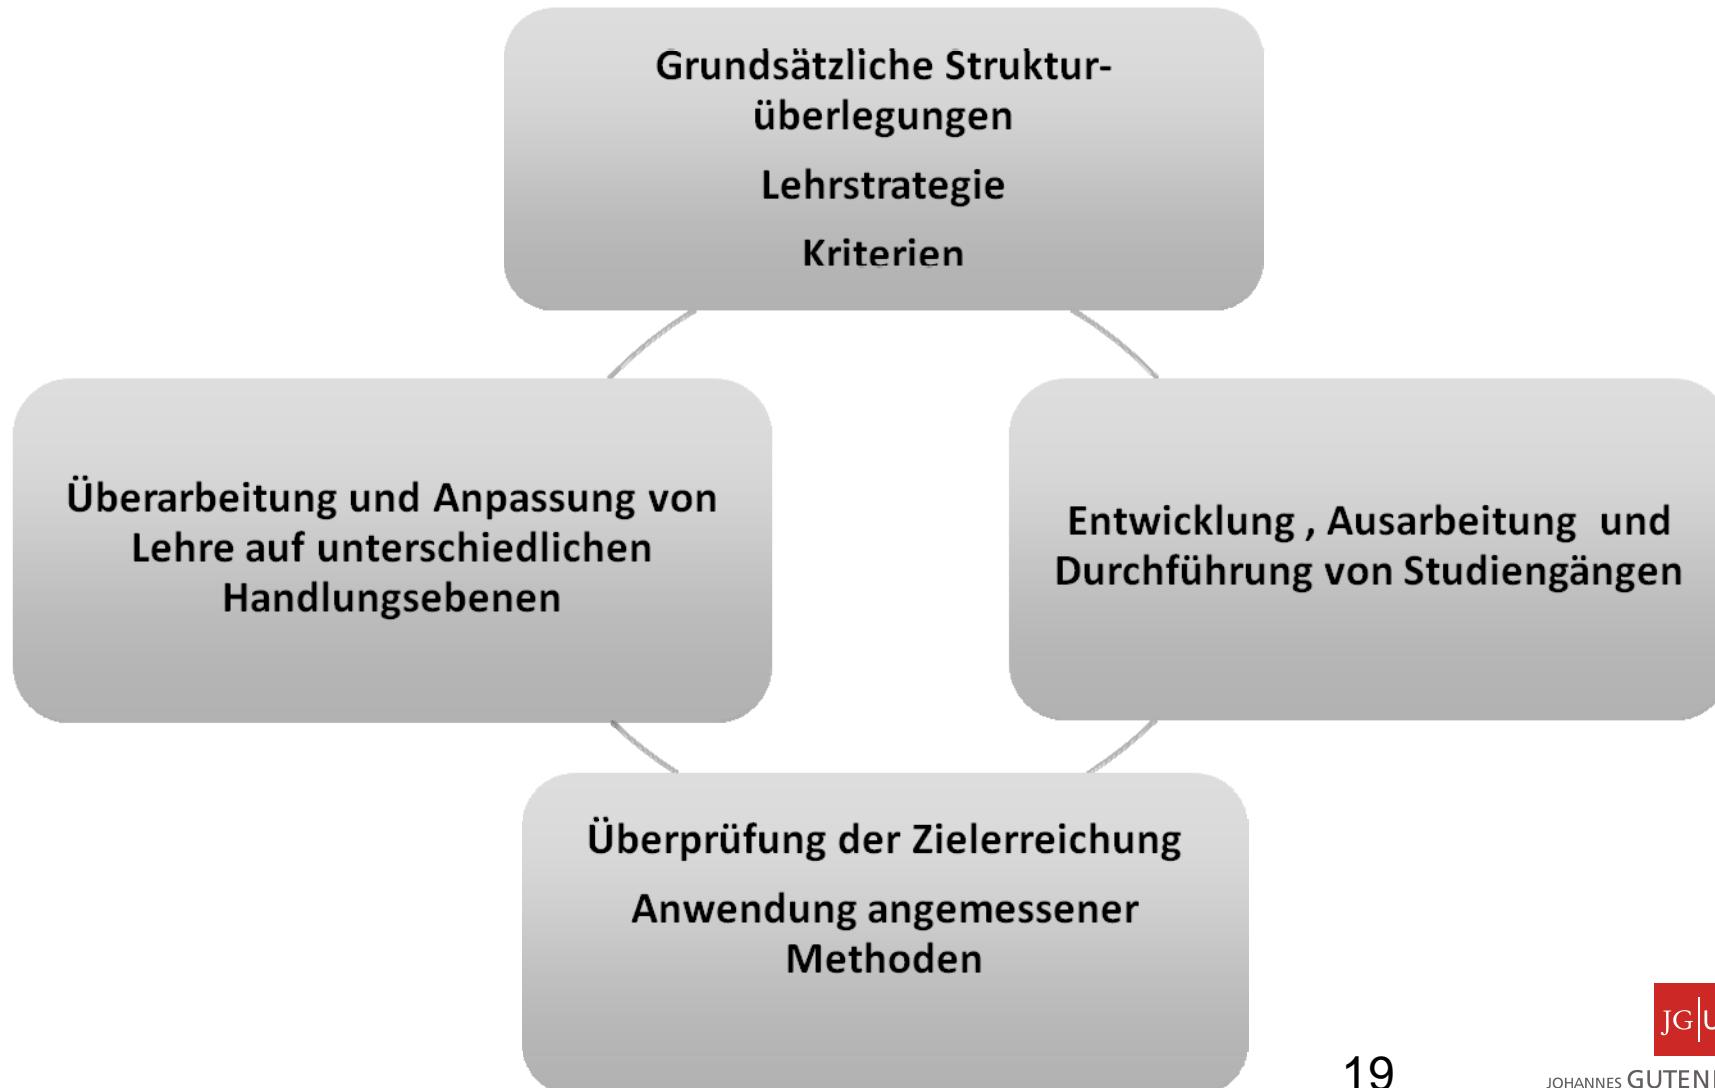 Grundsätzliche Struktur-
überlegungen
Lehrstrategie
Kriterien
Überarbeitung und Anpassung von
Lehre auf unterschiedlichen
Handlungsebenen
Entwicklung , Ausarbeitung und
Durchführung von Studiengängen
Überprüfung der Zielerreichung
Anwendung angemessener
Methoden
19
JG|U
JOHANNES